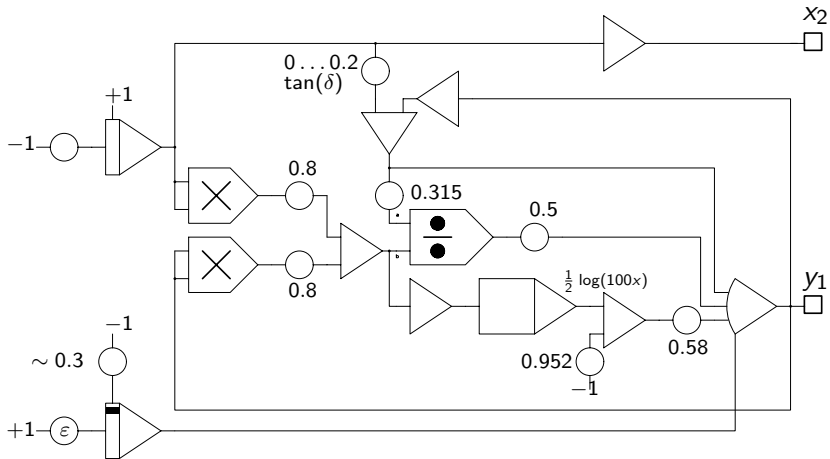 x₂
0 . . . 0.2
tan(δ)
+1
−1
0.8
0.315
0.5
0.8
½ log(100x)
y₁
−1
∼ 0.3
0.952
0.58
−1
+1
ε